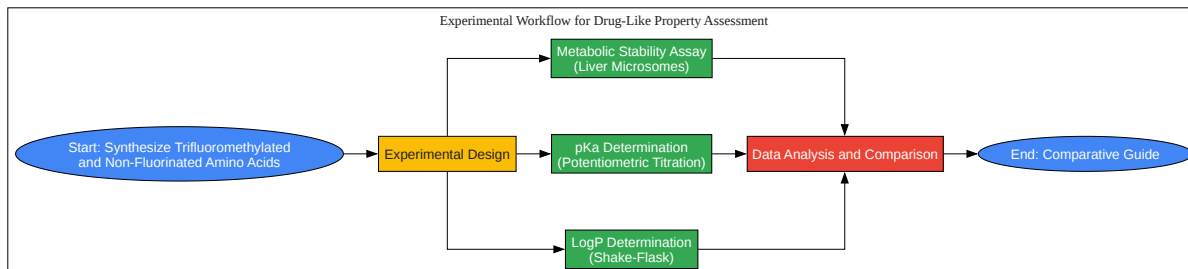 Experimental Workflow for Drug-Like Property Assessment
Metabolic Stability Assay
(Liver Microsomes)
Start: Synthesize Trifluoromethylated
and Non-Fluorinated Amino Acids
Experimental Design
pKa Determination
(Potentiometric Titration)
Data Analysis and Comparison
End: Comparative Guide
LogP Determination
(Shake-Flask)